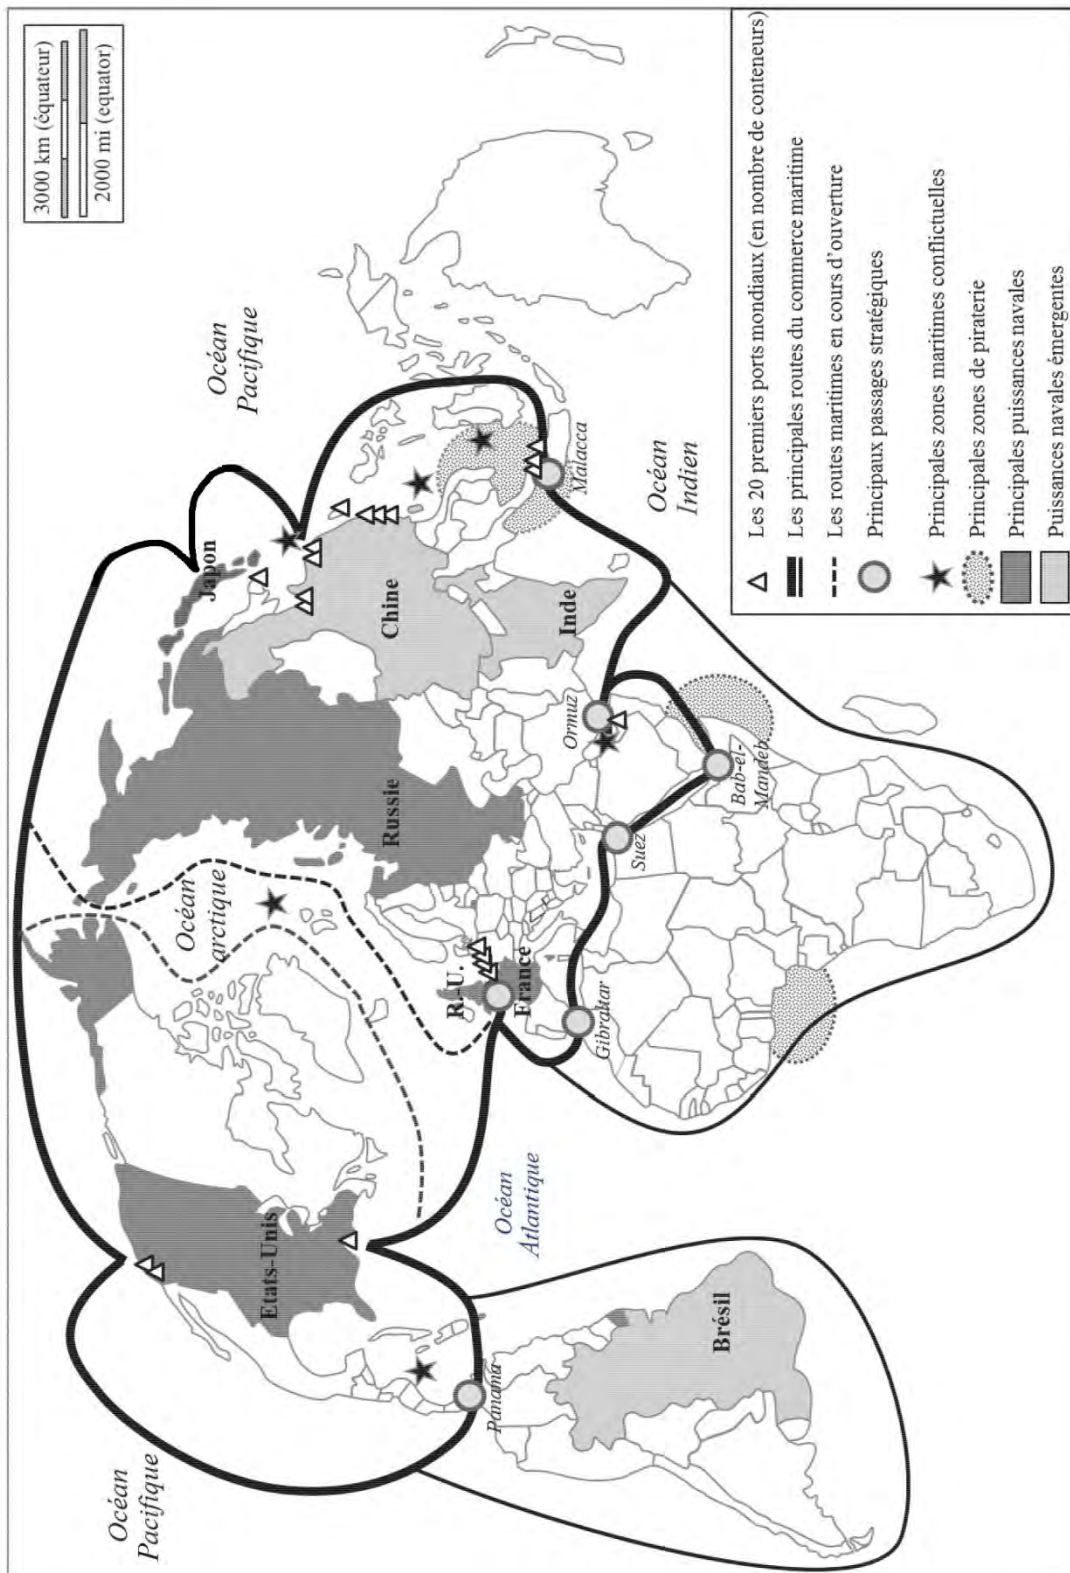 3000 km (équateur)
2000 mi (equator)
Océan
Pacifique
Océan
Pacifique
Océan
arctique
Océan
Atlantique
Océan
Indien
Etats-Unis
R.-U.
France
Russie
Japon
Chine
Inde
Brésil
Panama
Gibraltar
Suez
Bab-el-
Mandeb
Ormuz
Malacca
Les 20 premiers ports mondiaux (en nombre de conteneurs)
Les principales routes du commerce maritime
Les routes maritimes en cours d'ouverture
Principaux passages stratégiques
Principales zones maritimes conflictuelles
Principales zones de piraterie
Principales puissances navales
Puissances navales émergentes